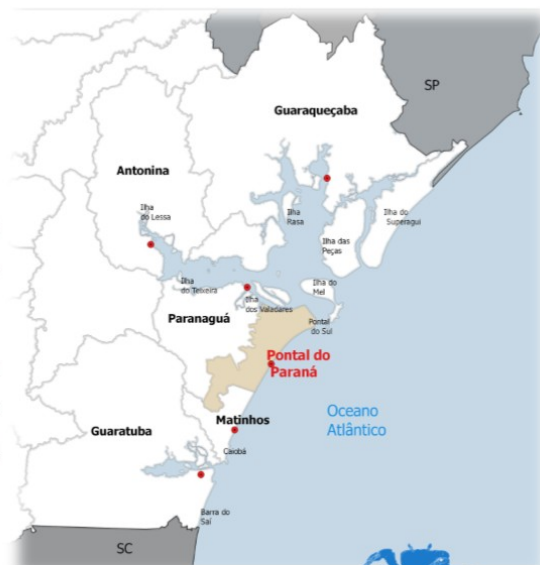 SP
Guaraqueçaba
Antonina
Ilha
do Lessa
Ilha
Rasa
Ilha do
Superagui
Ilha das
Peças
Ilha
do Teixeira
Ilha do
Mel
Ilha
dos Valadares
Paranaguá
Pontal
do Sul
Pontal do
Paraná
Matinhos
Oceano
Atlântico
Guaratuba
Caiobá
Barra do
Saí
SC